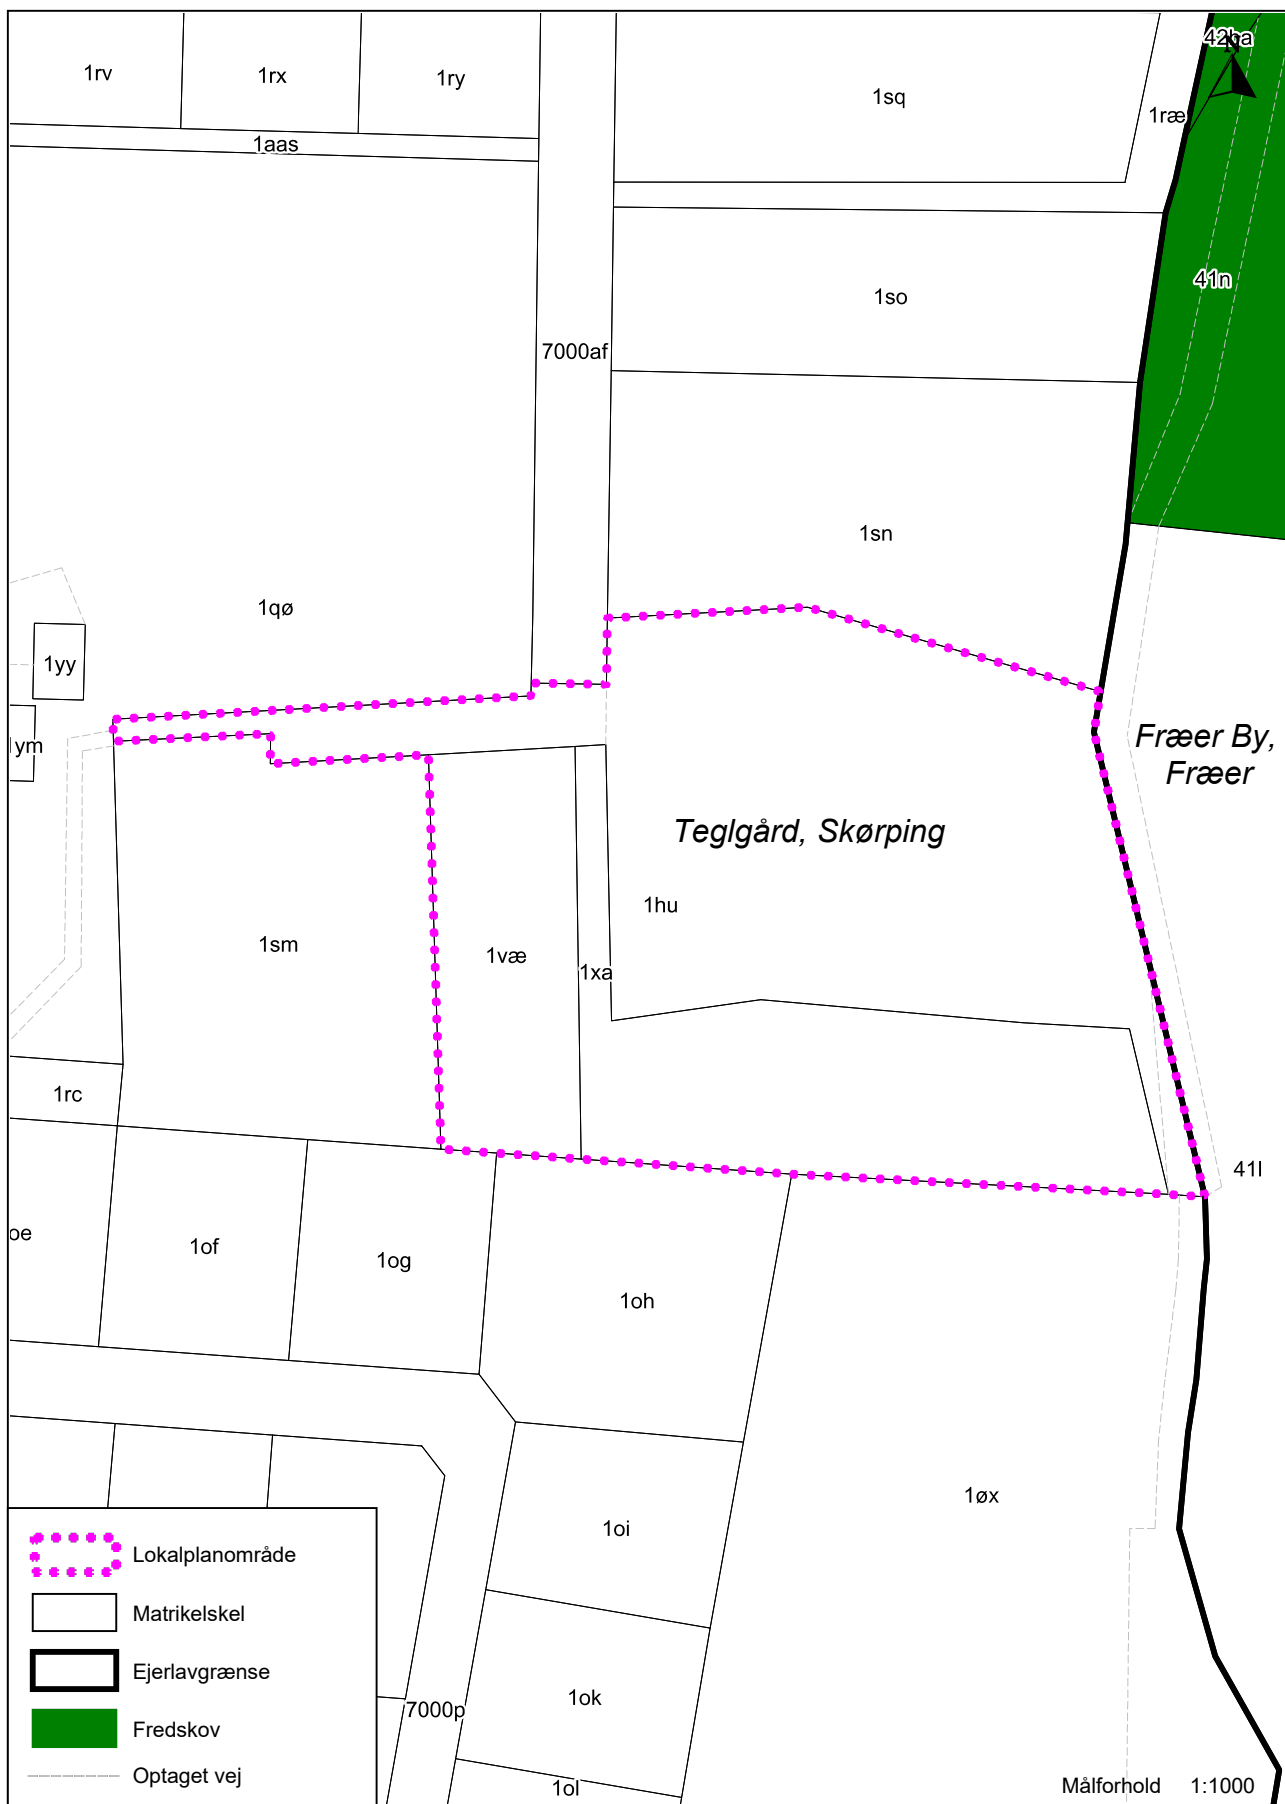 42ba
N
1rv
1rx
1ry
1sq
1ræ
1aas
41n
1so
7000af
1sn
1qø
1yy
1ym
Fræer By,
Fræer
Teglgård, Skørping
1hu
1sm
1væ
1xa
1rc
41l
oe
1of
1og
1oh
1øx
1oi
Lokalplanområde
Matrikelskel
Ejerlavgrænse
1ok
7000p
Fredskov
Optaget vej
1ol
Målforhold 1:1000